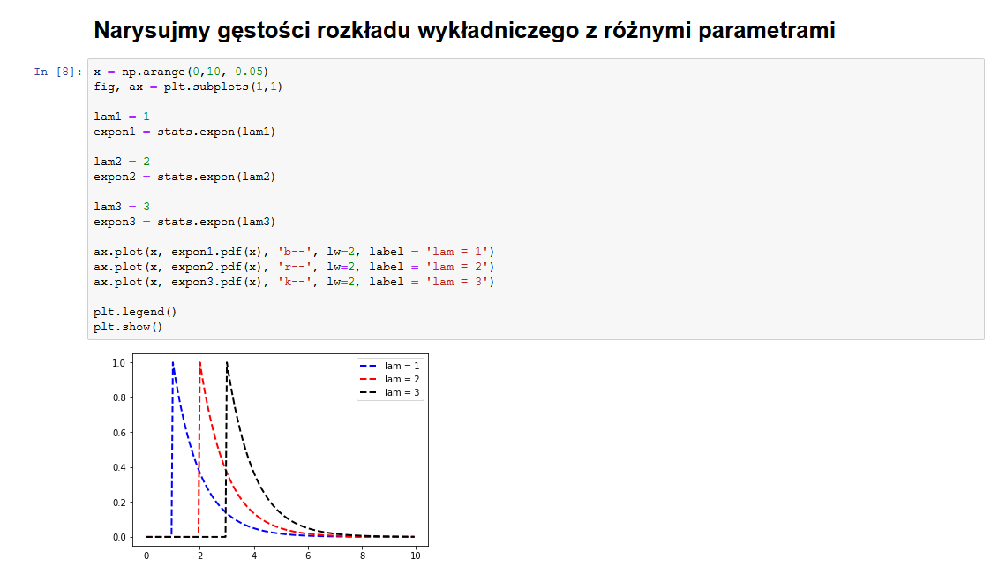 Narysujmy gęstości rozkładu wykładniczego z różnymi parametrami
In [8]:
x = np.arange(0,10, 0.05)
fig, ax = plt.subplots(1,1)
lam1 = 1
expon1 = stats.expon(lam1)
lam2 = 2
expon2 = stats.expon(lam2)
lam3 = 3
expon3 = stats.expon(lam3)
ax.plot(x, expon1.pdf(x), 'b--', lw=2, label = 'lam = 1')
ax.plot(x, expon2.pdf(x), 'r--', lw=2, label = 'lam = 2')
ax.plot(x, expon3.pdf(x), 'k--', lw=2, label = 'lam = 3')
plt.legend()
plt.show()
lam = 1
lam = 2
lam = 3
1.0
0.8
0.6
0.4
0.2
0.0
0 2 4 6 8 10